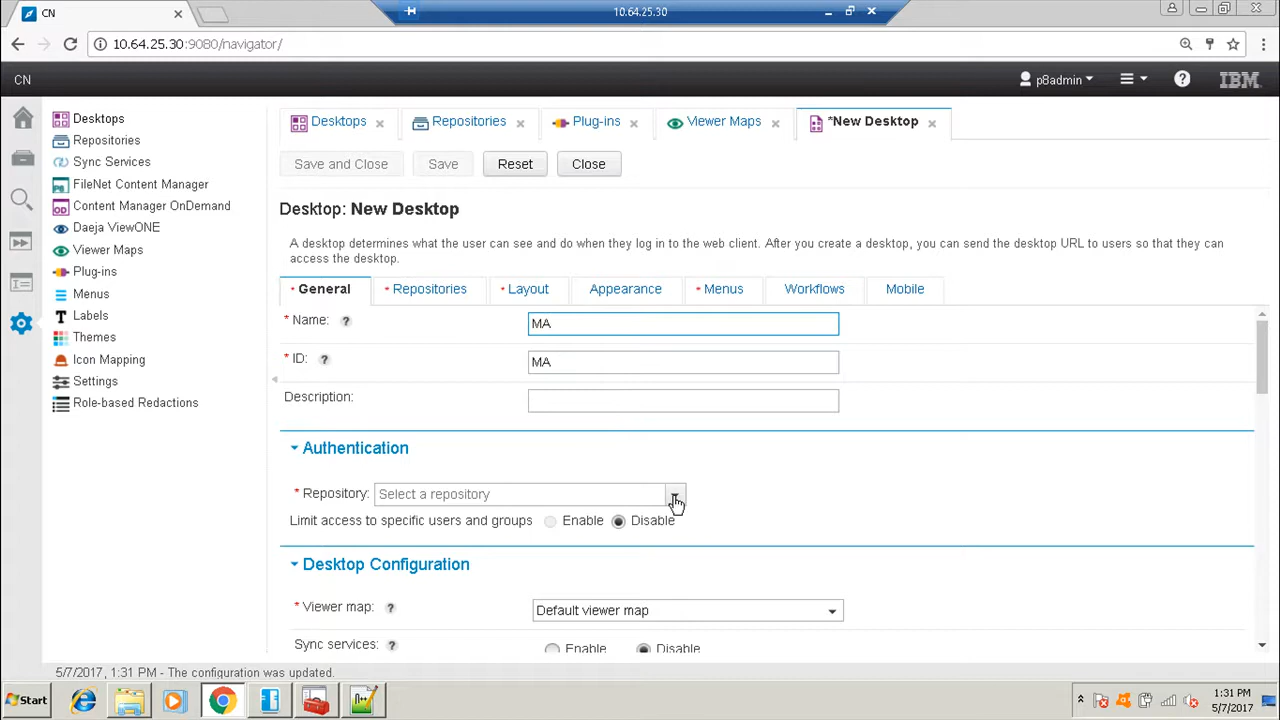 CN
10.64.25.30
10.64.25.30:9080/navigator/
CN
p8admin
IBM
Desktops
Repositories
Sync Services
FileNet Content Manager
Content Manager OnDemand
Daeja ViewONE
Viewer Maps
Plug-ins
Menus
Labels
Themes
Icon Mapping
Settings
Role-based Redactions
Desktops
Repositories
Plug-ins
Viewer Maps
*New Desktop
Save and Close
Save
Reset
Close
Desktop: New Desktop
A desktop determines what the user can see and do when they log in to the web client. After you create a desktop, you can send the desktop URL to users so that they can
access the desktop.
* General
* Repositories
* Layout
Appearance
* Menus
Workflows
Mobile
* Name: ?
MA
* ID: ?
MA
Description:
Authentication
* Repository: Select a repository
Limit access to specific users and groups Enable Disable
Desktop Configuration
* Viewer map: ? Default viewer map
Sync services: ? Enable Disable
5/7/2017, 1:31 PM - The configuration was updated.
Start
1:31 PM
5/7/2017